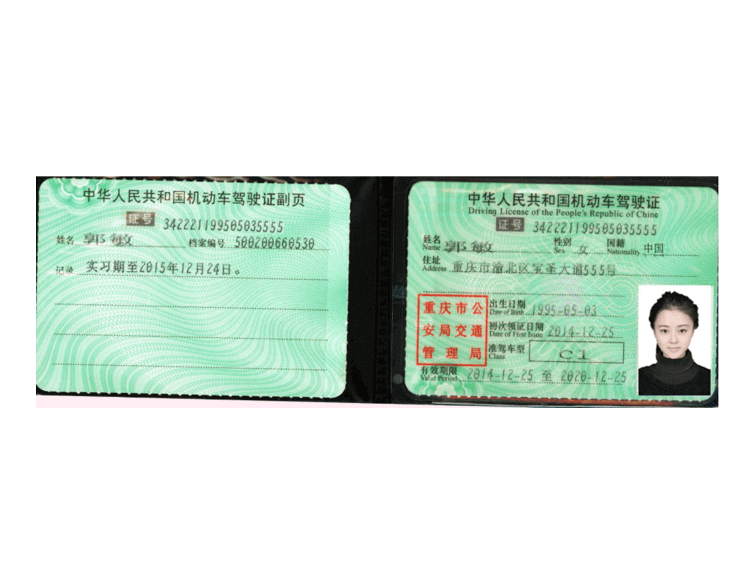 中华人民共和国机动车驾驶证副页
证号 342221199505035555
姓名 郭敏 档案编号 500200660530
记录 实习期至2015年12月24日。
中华人民共和国机动车驾驶证
Driving License of the People's Republic of China
证号 342221199505035555
姓名 郭敏 性别 女 国籍 中国
Name Sex Nationality
住址 重庆市渝北区宝圣大道555号
Address
重庆市公
安局交通
管理局
出生日期 1995-05-03
Date of Birth
初次领证日期 2014-12-25
Date of First Issue
准驾车型 C1
Class
有效期限 2014-12-25 至 2020-12-25
Valid Period